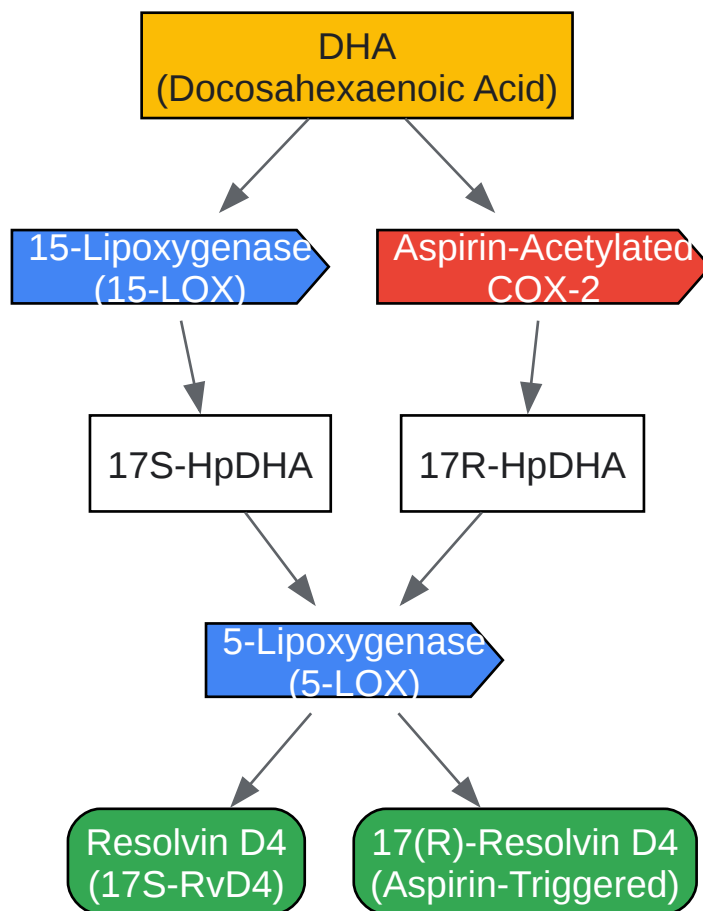 DHA
(Docosahexaenoic Acid)
15-Lipoxygenase
(15-LOX)
Aspirin-Acetylated
COX-2
17S-HpDHA
17R-HpDHA
5-Lipoxygenase
(5-LOX)
Resolvin D4
(17S-RvD4)
17(R)-Resolvin D4
(Aspirin-Triggered)